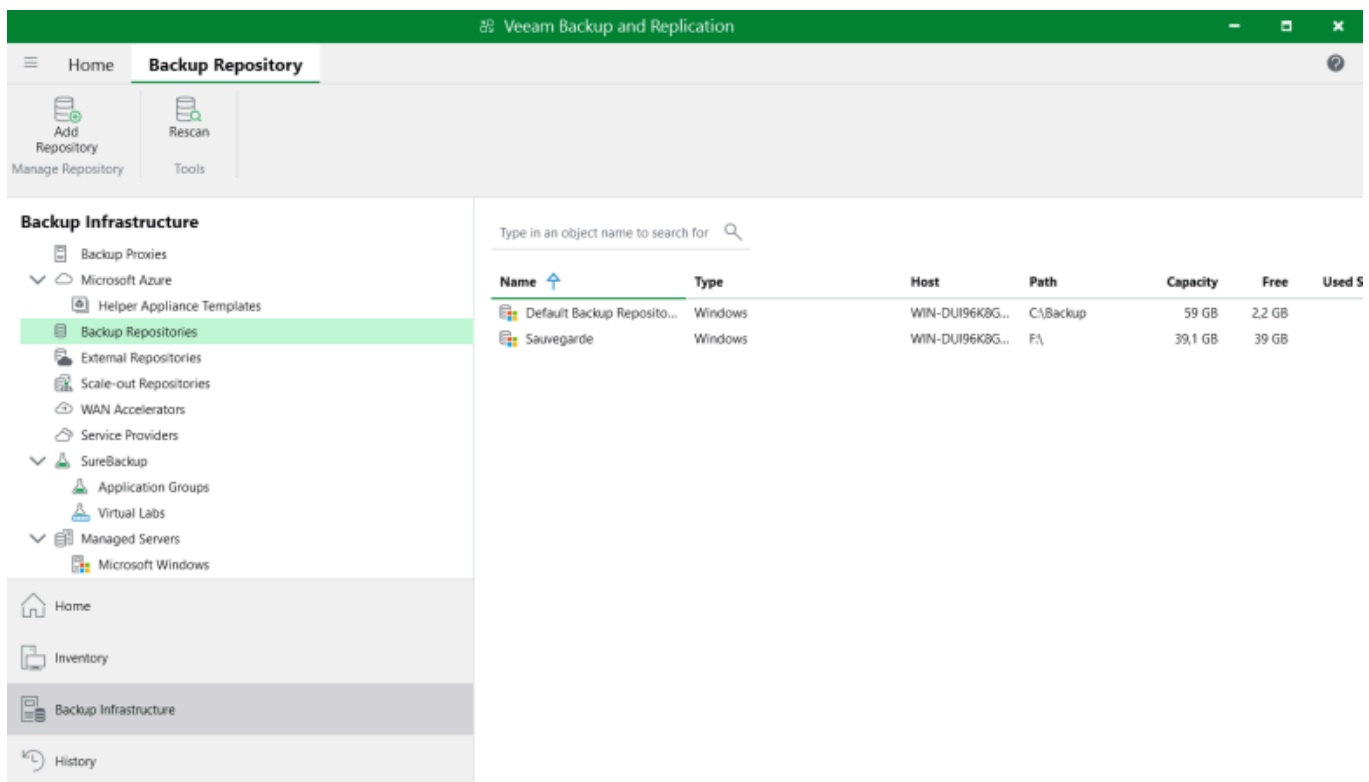 Veeam Backup and Replication
Home Backup Repository
Add Repository
Rescan
Manage Repository Tools
Backup Infrastructure
Backup Proxies
Microsoft Azure
Helper Appliance Templates
Backup Repositories
External Repositories
Scale-out Repositories
WAN Accelerators
Service Providers
SureBackup
Application Groups
Virtual Labs
Managed Servers
Microsoft Windows
Home
Inventory
Backup Infrastructure
History
Type in an object name to search for
Name Type Host Path Capacity Free Used S
Default Backup Reposito... Windows WIN-DUI96K8G... C:\Backup 59 GB 2,2 GB
Sauvegarde Windows WIN-DUI96K8G... F:\ 39,1 GB 39 GB